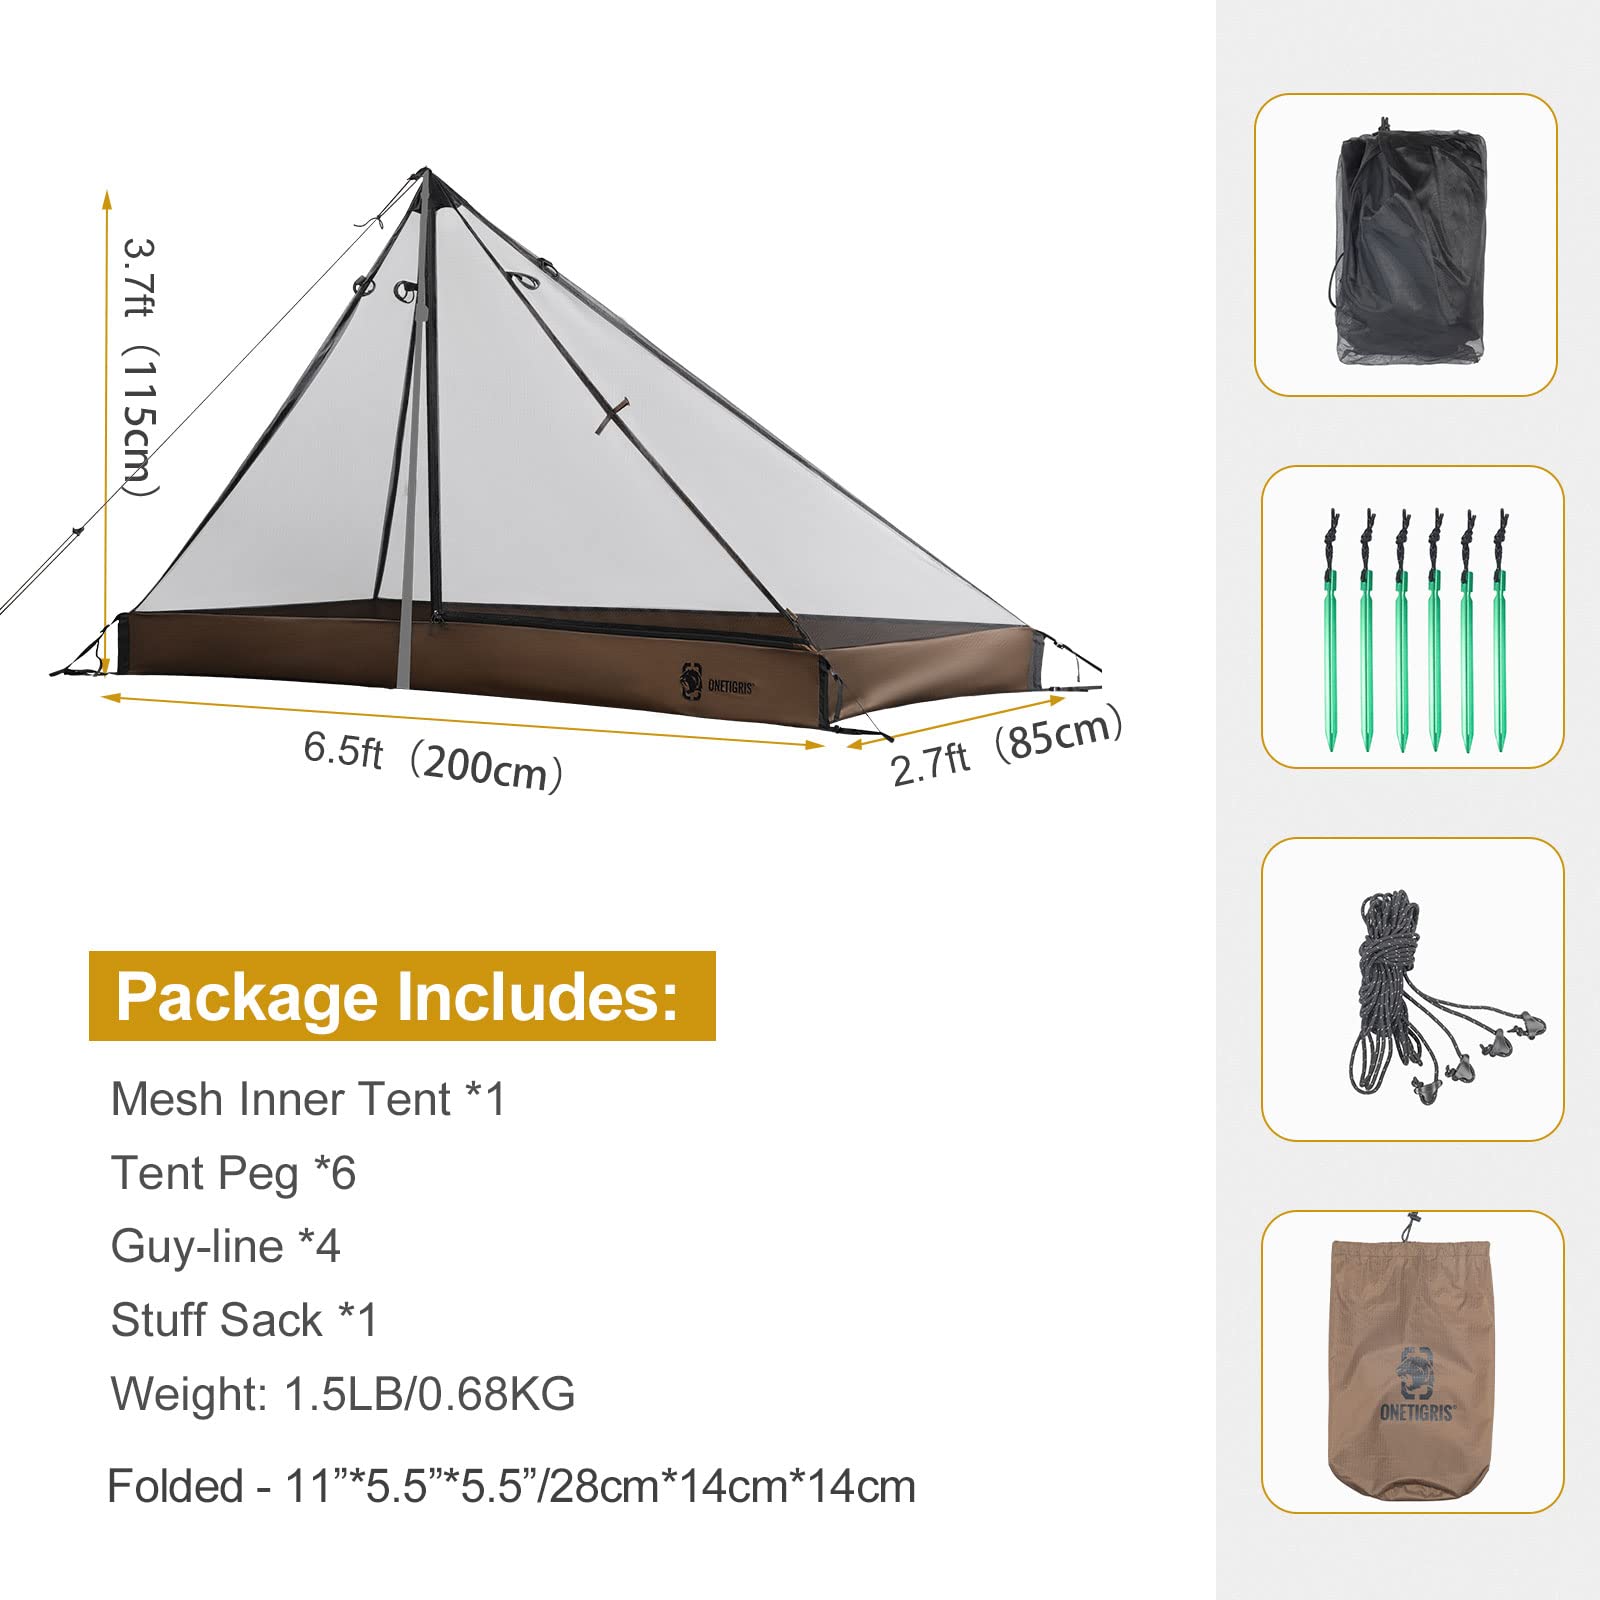 3.7ft（115cm）
ONETIGRIS
6.5ft（200cm）
2.7ft（85cm）
Package Includes:
Mesh Inner Tent *1
Tent Peg *6
Guy-line *4
Stuff Sack *1
Weight: 1.5LB/0.68KG
Folded - 11”*5.5”*5.5”/28cm*14cm*14cm
ONETIGRIS